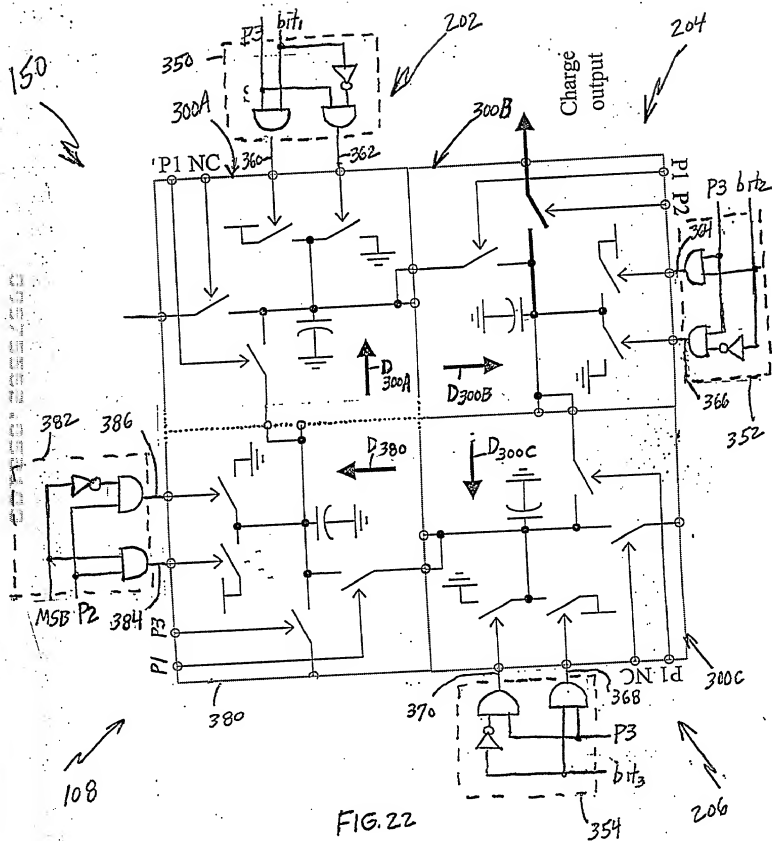 P3 bit1
202
350
150
204
Charge
output
300A
300B
'P1 NC
360
362
P1
P2
P3 bit2
364
366
352
D300A
D300B
D300C
D380
382
386
384
MSB P2
P3
P1
380
370
368
P1 NC
300C
P3
bit3
354
206
108
FIG. 22